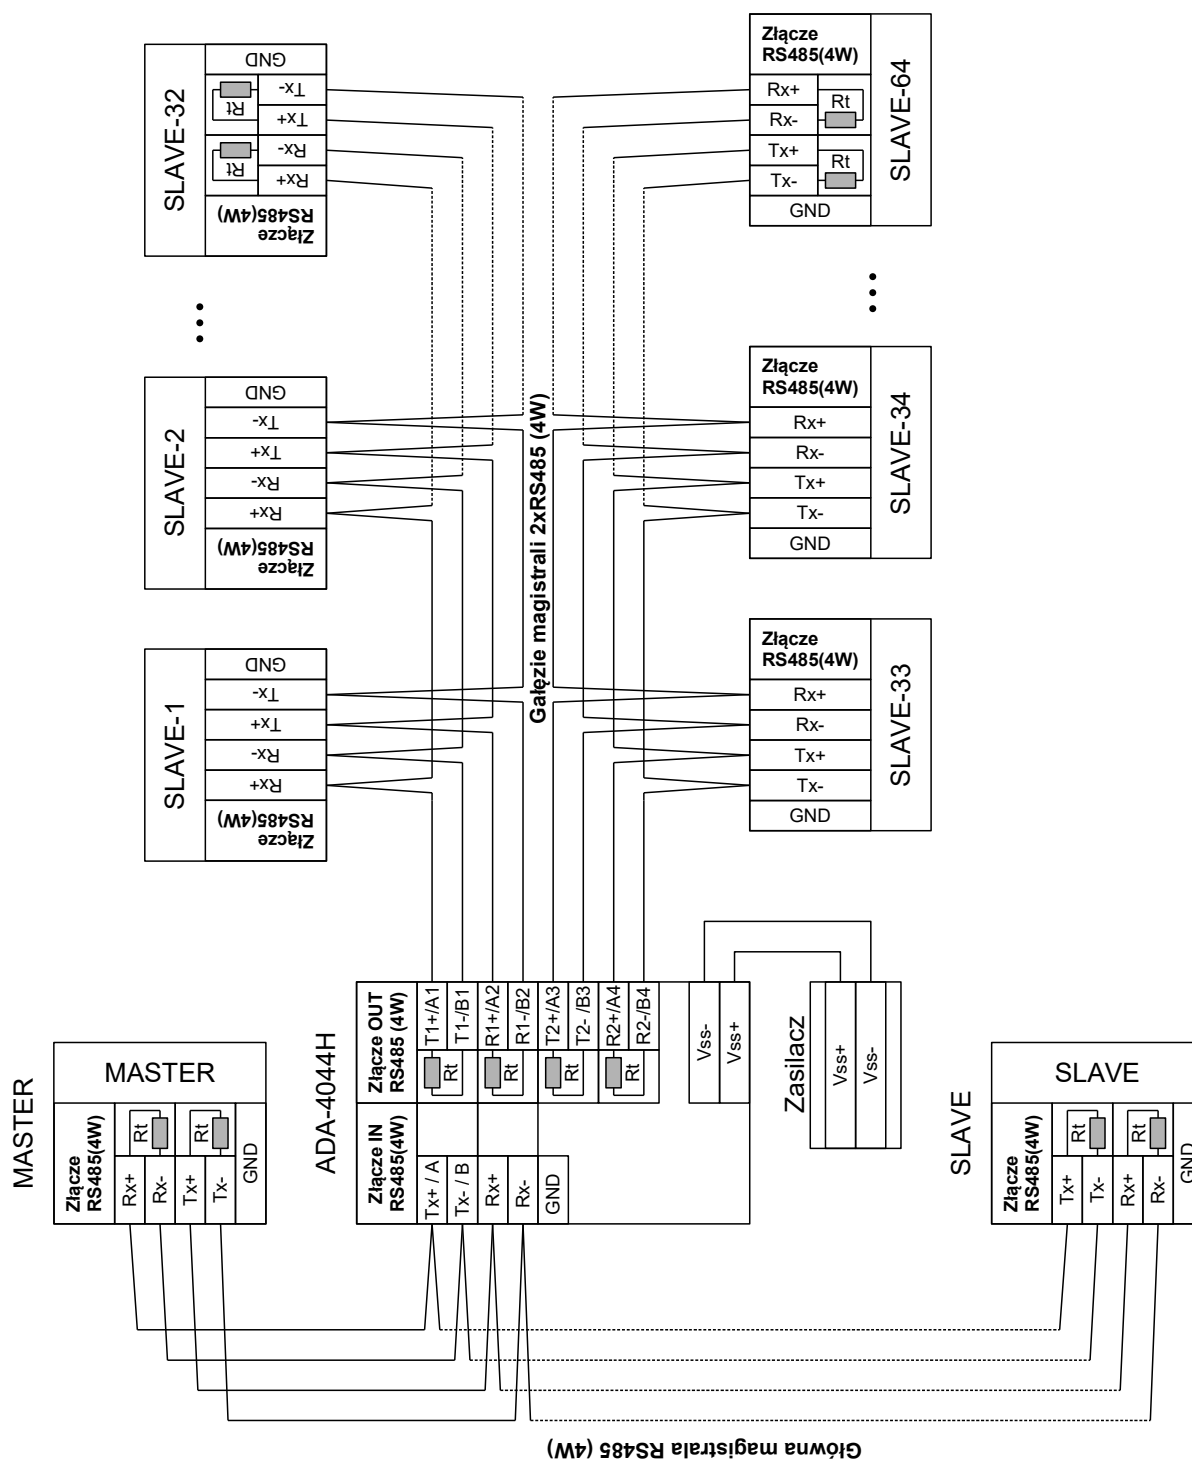 SLAVE-32
GND
Tx-
Tx+
Rx-
Rx+
Rt
Rt
Złącze
RS485(4W)
Złącze
RS485(4W)
Rx+
Rx-
Tx+
Tx-
GND
Rt
Rt
SLAVE-64
SLAVE-2
GND
Tx-
Tx+
Rx-
Rx+
Złącze
RS485(4W)
Złącze
RS485(4W)
Rx+
Rx-
Tx+
Tx-
GND
SLAVE-34
Gałęzie magistrali 2xRS485 (4W)
SLAVE-1
GND
Tx-
Tx+
Rx-
Rx+
Złącze
RS485(4W)
Złącze
RS485(4W)
Rx+
Rx-
Tx+
Tx-
GND
SLAVE-33
MASTER
MASTER
Złącze
RS485(4W)
Rx+
Rx-
Tx+
Tx-
GND
Rt
Rt
ADA-4044H
Złącze OUT
RS485 (4W)
T1+/A1
T1-/B1
R1+/A2
R1-/B2
T2+/A3
T2- /B3
R2+/A4
R2-/B4
Rt
Rt
Rt
Rt
Złącze IN
RS485(4W)
Tx+ / A
Tx- / B
Rx+
Rx-
GND
Vss-
Vss+
Zasilacz
Vss+
Vss-
SLAVE
SLAVE
Złącze
RS485(4W)
Tx+
Tx-
Rx+
Rx-
GND
Rt
Rt
Główna magistrala RS485 (4W)